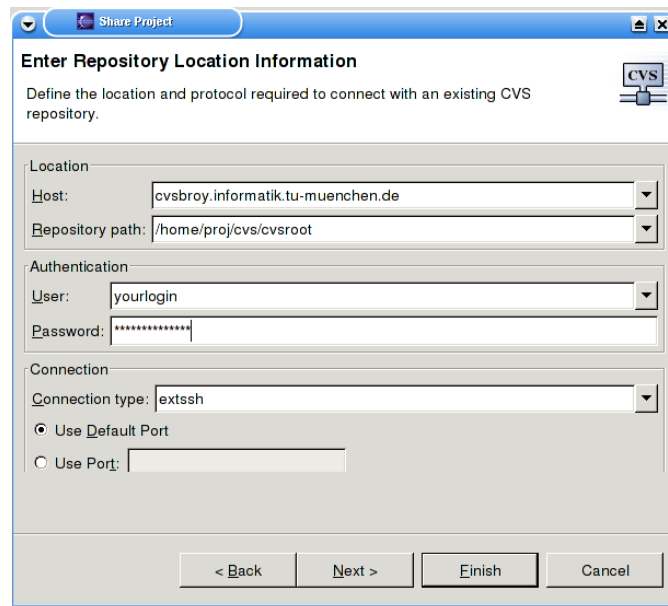 Share Project
Enter Repository Location Information
Define the location and protocol required to connect with an existing CVS
repository.
CVS
Location
Host: cvsbroy.informatik.tu-muenchen.de
Repository path: /home/proj/cvs/cvsroot
Authentication
User: yourlogin
Password: **************
Connection
Connection type: extssh
Use Default Port
Use Port:
< Back Next > Finish Cancel